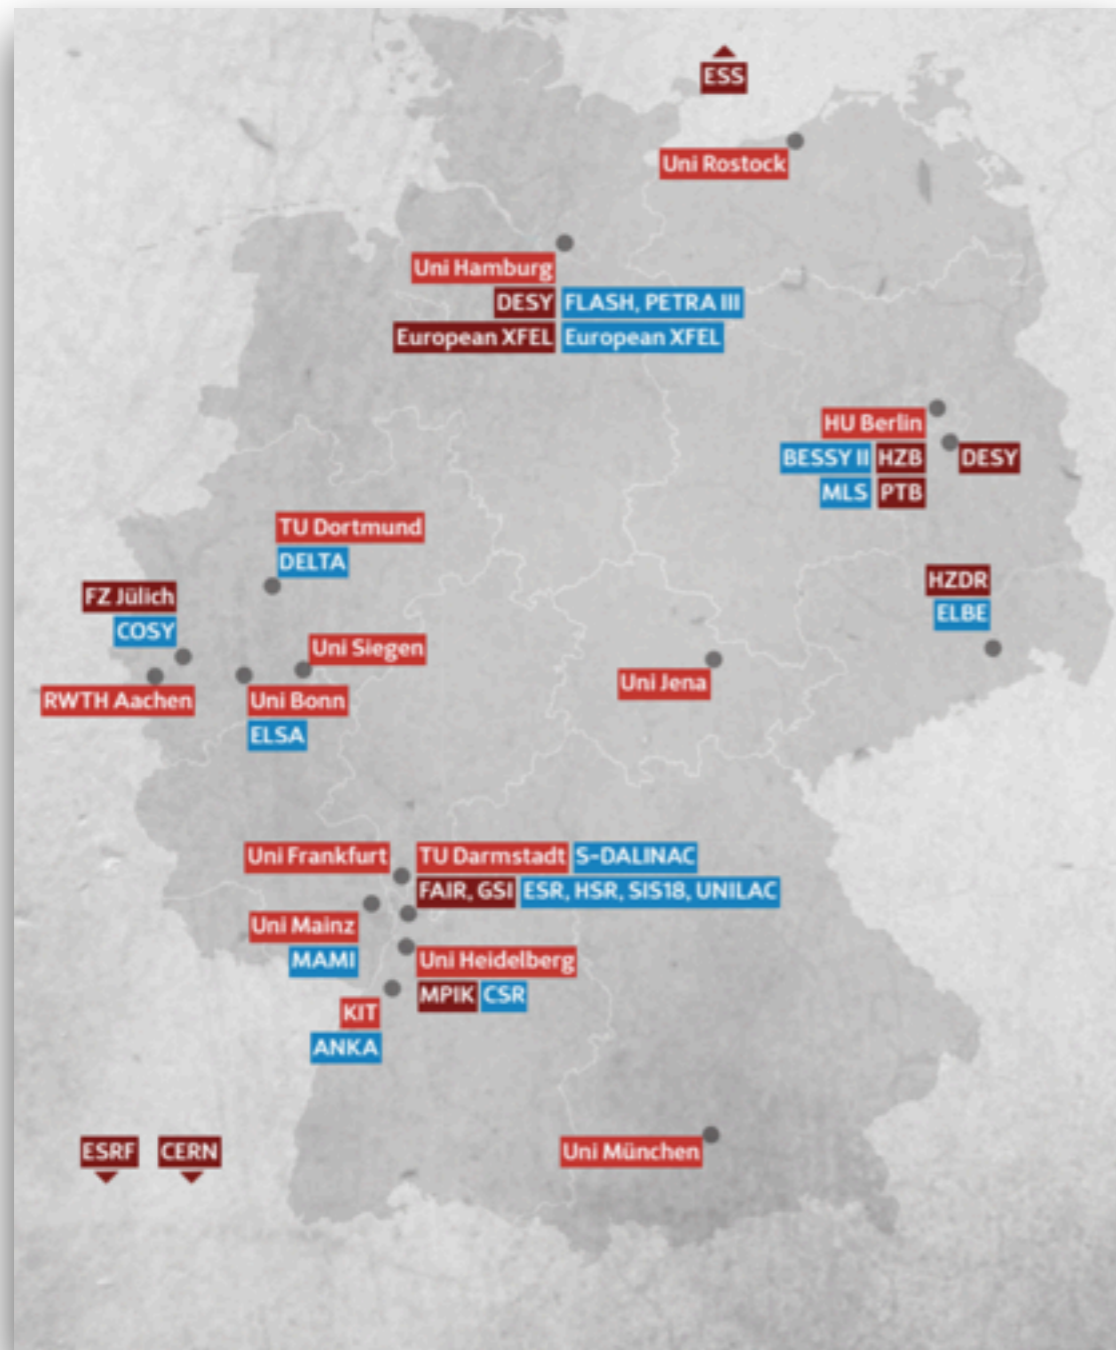 ESS
Uni Rostock
Uni Hamburg
DESY FLASH, PETRA III
European XFEL European XFEL
HU Berlin
BESSY II HZB DESY
MLS PTB
TU Dortmund
DELTA
HZDR
ELBE
FZ Jülich
COSY
Uni Siegen
Uni Jena
RWTH Aachen Uni Bonn
ELSA
Uni Frankfurt TU Darmstadt S-DALINAC
FAIR, GSI ESR, HSR, SIS18, UNILAC
Uni Mainz
MAMI Uni Heidelberg
MPIK CSR
KIT
ANKA
ESRF CERN Uni München